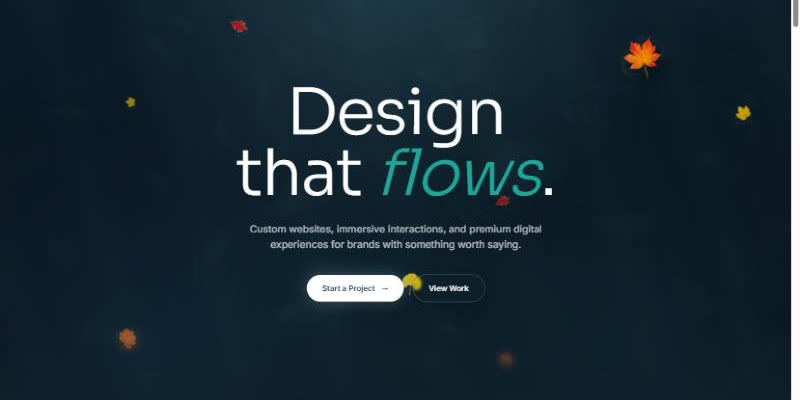 Design
that flows.
Custom websites, immersive interactions, and premium digital
experiences for brands with something worth saying.
Start a Project →
View Work